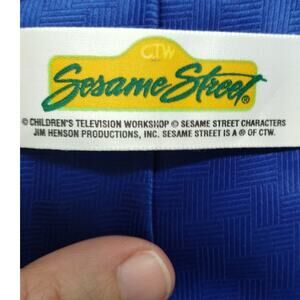 CTW
Sesame Street®
© CHILDREN'S TELEVISION WORKSHOP © SESAME STREET CHARACTERS
JIM HENSON PRODUCTIONS, INC. SESAME STREET IS A ® OF CTW.